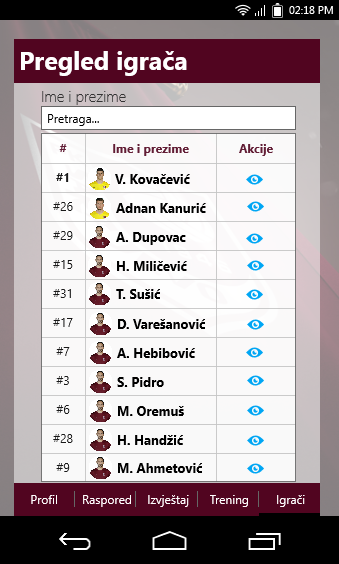 02:18 PM
Pregled igrača
Ime i prezime
Pretraga...
# Ime i prezime Akcije
#1 V. Kovačević
#26 Adnan Kanurić
#29 A. Dupovac
#15 H. Miličević
#31 T. Sušić
#17 D. Varešanović
#7 A. Hebibović
#3 S. Pidro
#6 M. Oremuš
#28 H. Handžić
#9 M. Ahmetović
Profil Raspored Izvještaj Trening Igrači